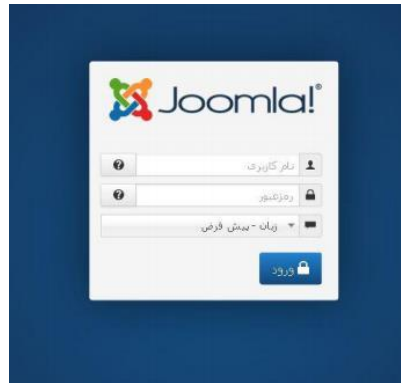 Joomla!®
نام کاربری
رمزعبور
زبان - پیش فرض
ورود